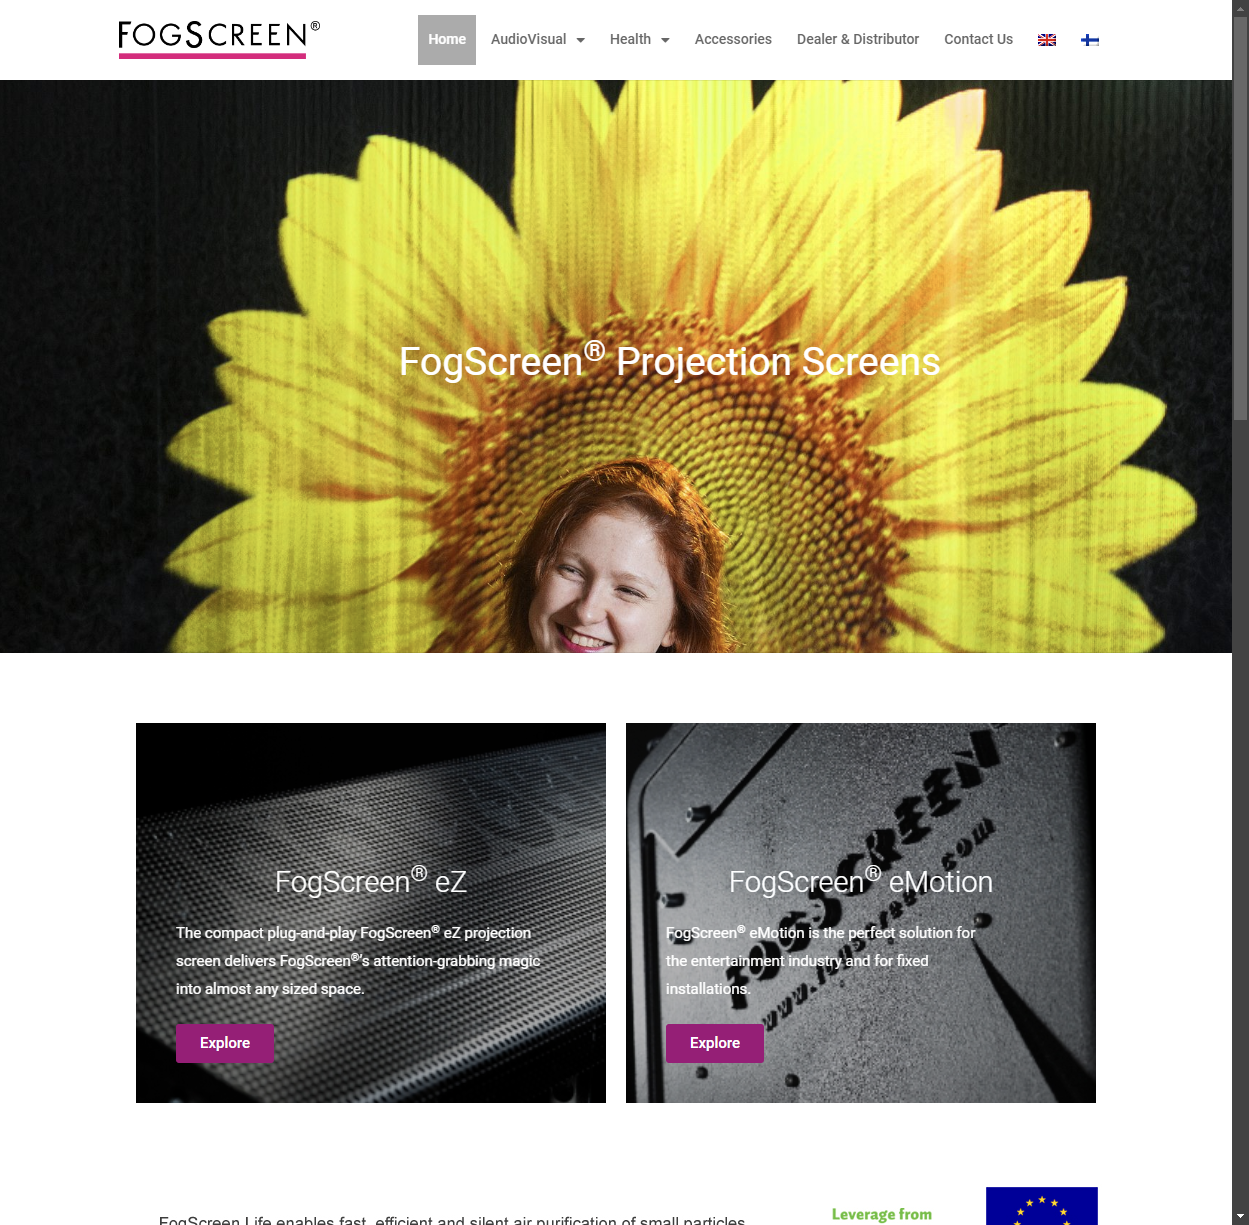 FOGSCREEN®
Home AudioVisual Health Accessories Dealer & Distributor Contact Us
FogScreen® Projection Screens
FogScreen® eZ
The compact plug-and-play FogScreen® eZ projection
screen delivers FogScreen®'s attention-grabbing magic
into almost any sized space.
Explore
FOGSCREEN
FogScreen® eMotion
FogScreen® eMotion is the perfect solution for
the entertainment industry and for fixed
installations.
Explore
FogScreen Life enables fast, efficient and silent air purification of small particles
Leverage from